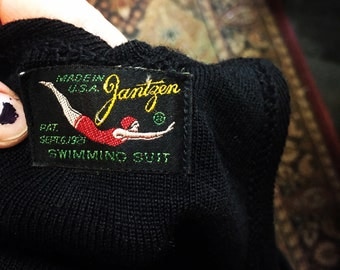 MADE IN
U.S.A. Jantzen
®
PAT.
SEPT.6,1921
SWIMMING SUIT